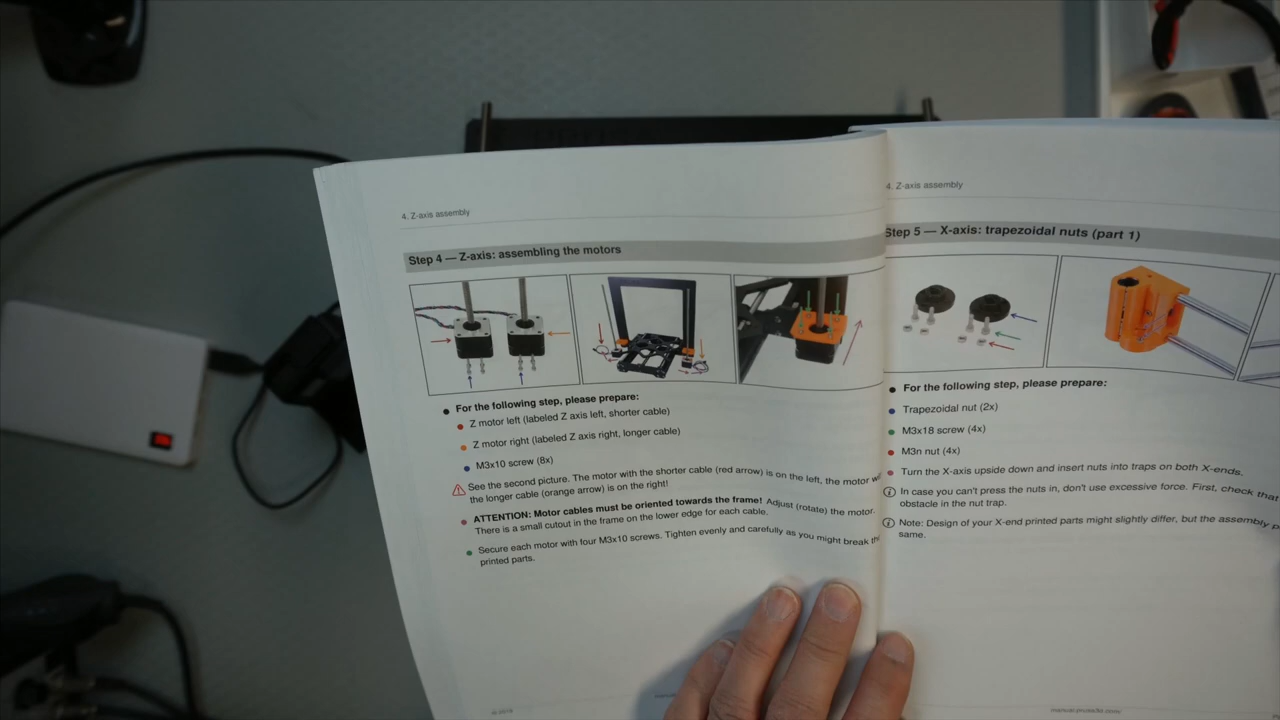 4. Z-axis assembly
Step 4 — Z-axis: assembling the motors
For the following step, please prepare:
Z motor left (labeled Z axis left, shorter cable)
Z motor right (labeled Z axis right, longer cable)
M3x10 screw (8x)
See the second picture. The motor with the shorter cable (red arrow) is on the left, the motor
the longer cable (orange arrow) is on the right!
ATTENTION: Motor cables must be oriented towards the frame! Adjust (rotate) the motor.
There is a small cutout in the frame on the lower edge for each cable.
Secure each motor with four M3x10 screws. Tighten evenly and carefully as you might break
printed parts.
4. Z-axis assembly
Step 5 — X-axis: trapezoidal nuts (part 1)
For the following step, please prepare:
Trapezoidal nut (2x)
M3x18 screw (4x)
M3n nut (4x)
Turn the X-axis upside down and insert nuts into traps on both X-ends.
In case you can't press the nuts in, don't use excessive force. First, check that
obstacle in the nut trap.
Note: Design of your X-end printed parts might slightly differ, but the assembly
same.